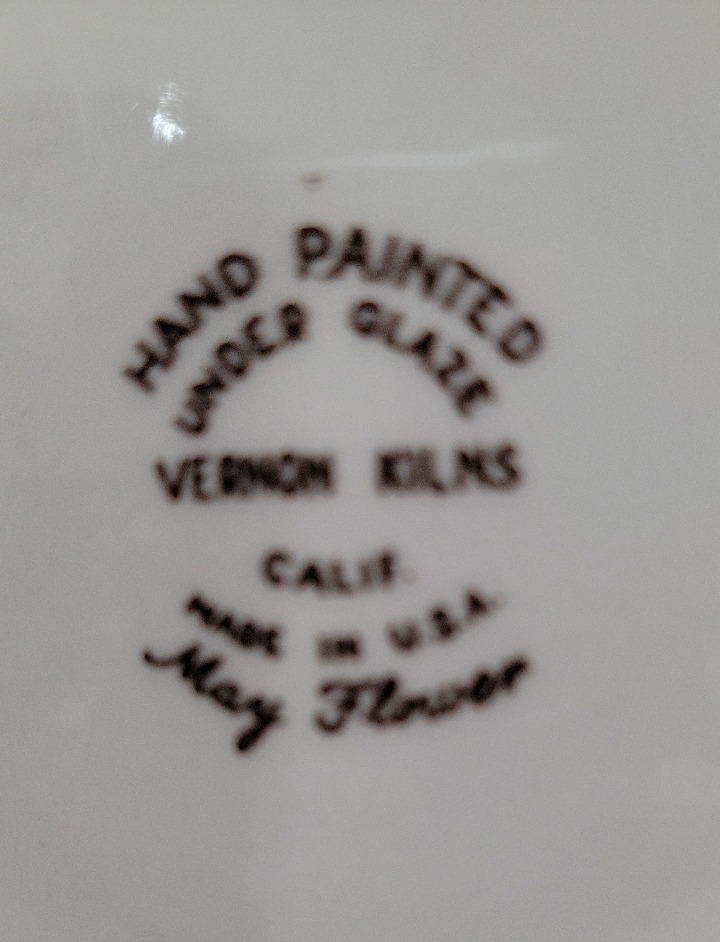 HAND PAINTED
UNDER GLAZE
VERNON KILNS
CALIF.
MADE IN U.S.A.
May Flower